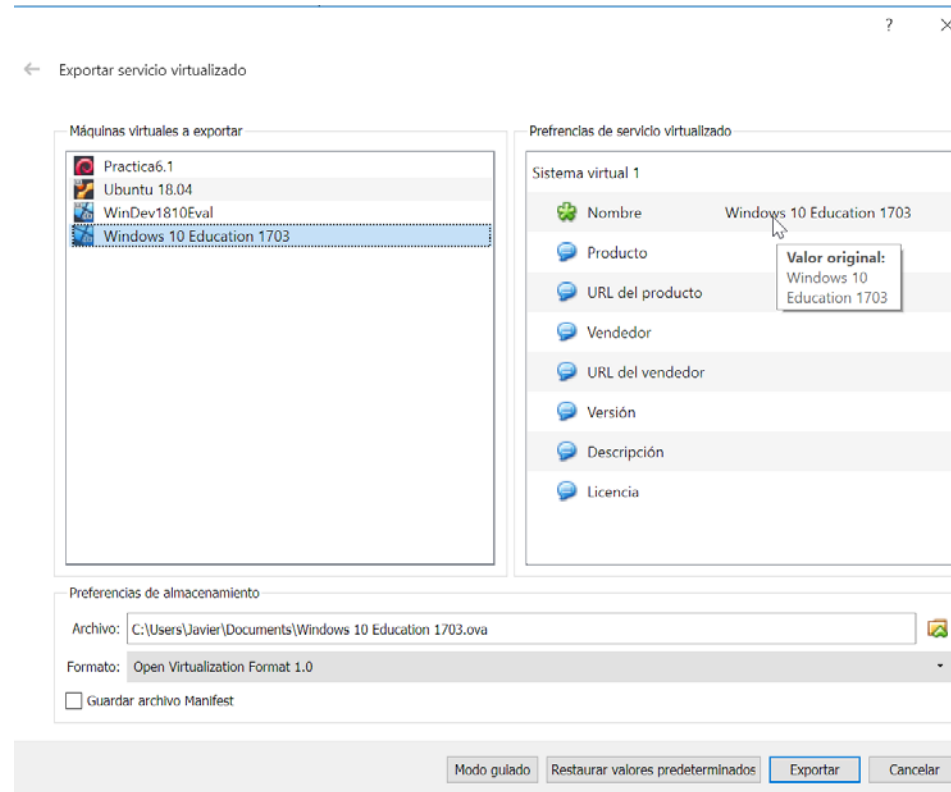 ?
Exportar servicio virtualizado
Máquinas virtuales a exportar
Practica6.1
Ubuntu 18.04
WinDev1810Eval
Windows 10 Education 1703
Prefrencias de servicio virtualizado
Sistema virtual 1
Nombre Windows 10 Education 1703
Producto
URL del producto
Vendedor
URL del vendedor
Versión
Descripción
Licencia
Valor original:
Windows 10
Education 1703
Preferencias de almacenamiento
Archivo: C:\Users\Javier\Documents\Windows 10 Education 1703.ova
Formato: Open Virtualization Format 1.0
Guardar archivo Manifest
Modo guiado Restaurar valores predeterminados Exportar Cancelar